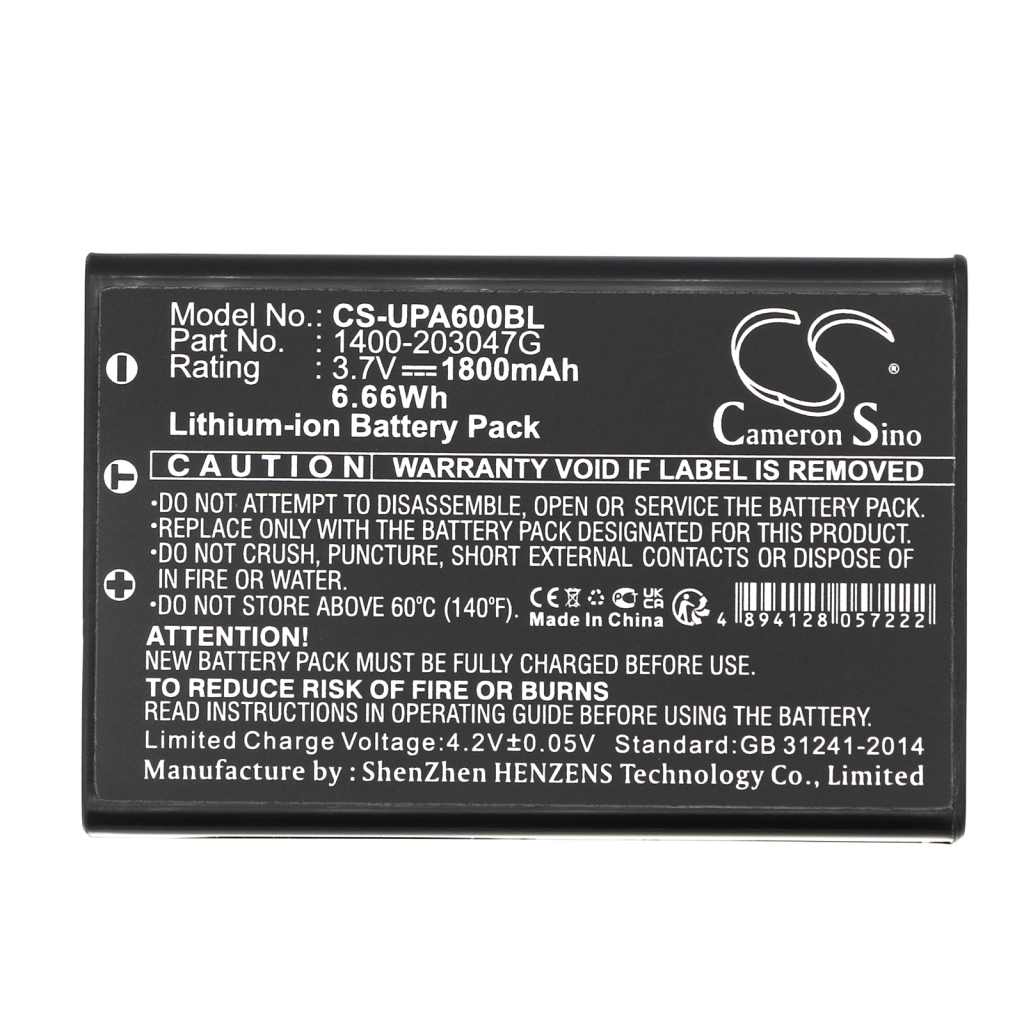 Model No.: CS-UPA600BL
Part No. : 1400-203047G
Rating : 3.7V 1800mAh
6.66Wh
Lithium-ion Battery Pack
CS ®
Cameron Sino
CAUTION WARRANTY VOID IF LABEL IS REMOVED
•DO NOT ATTEMPT TO DISASSEMBLE, OPEN OR SERVICE THE BATTERY PACK.
•REPLACE ONLY WITH THE BATTERY PACK DESIGNATED FOR THIS PRODUCT.
•DO NOT CRUSH, PUNCTURE, SHORT EXTERNAL CONTACTS OR DISPOSE OF
IN FIRE OR WATER.
•DO NOT STORE ABOVE 60°C (140°F).
CE UK CA
Made In China
4 894128 057222
ATTENTION!
NEW BATTERY PACK MUST BE FULLY CHARGED BEFORE USE.
TO REDUCE RISK OF FIRE OR BURNS
READ INSTRUCTIONS IN OPERATING GUIDE BEFORE USING THE BATTERY.
Limited Charge Voltage:4.2V±0.05V Standard:GB 31241-2014
Manufacture by : ShenZhen HENZENS Technology Co., Limited
- T +